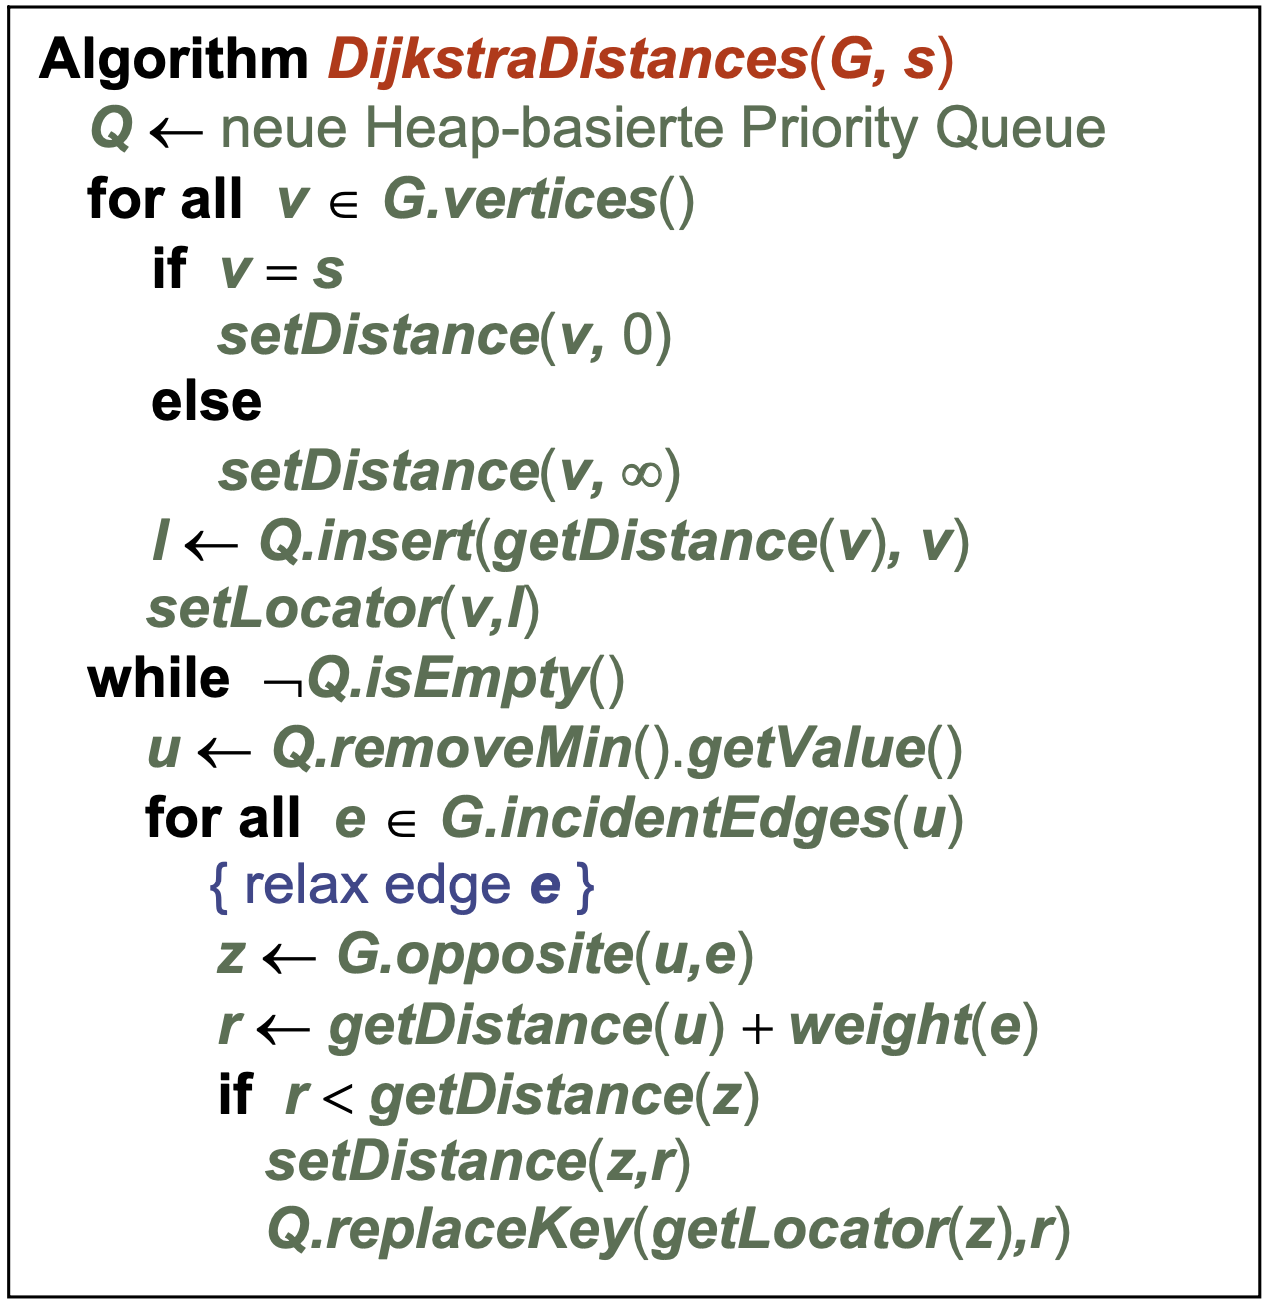 Algorithm DijkstraDistances(G, s)
Q ← neue Heap-basierte Priority Queue
for all v ∈ G.vertices()
if v = s
setDistance(v, 0)
else
setDistance(v, ∞)
l ← Q.insert(getDistance(v), v)
setLocator(v,l)
while ¬Q.isEmpty()
u ← Q.removeMin().getValue()
for all e ∈ G.incidentEdges(u)
{ relax edge e }
z ← G.opposite(u,e)
r ← getDistance(u) + weight(e)
if r < getDistance(z)
setDistance(z,r)
Q.replaceKey(getLocator(z),r)